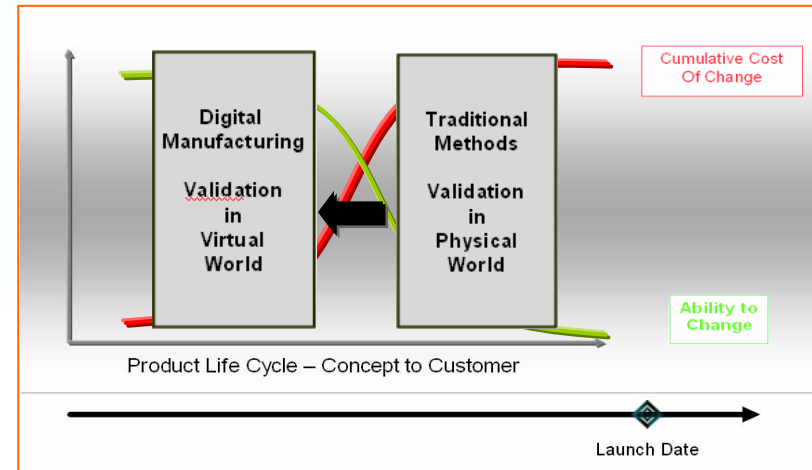 Cumulative Cost
Of Change
Digital
Manufacturing
Validation
in
Virtual
World
Traditional
Methods
Validation
in
Physical
World
Ability to
Change
Product Life Cycle – Concept to Customer
Launch Date